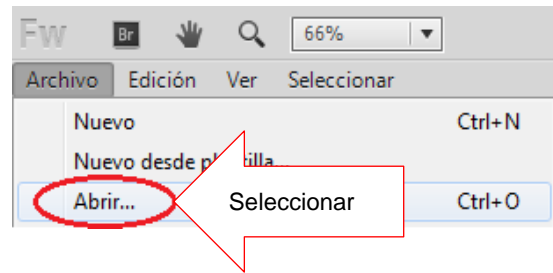 Fw Br 66%
Archivo Edición Ver Seleccionar
Nuevo Ctrl+N
Nuevo desde
Abrir... Seleccionar Ctrl+O